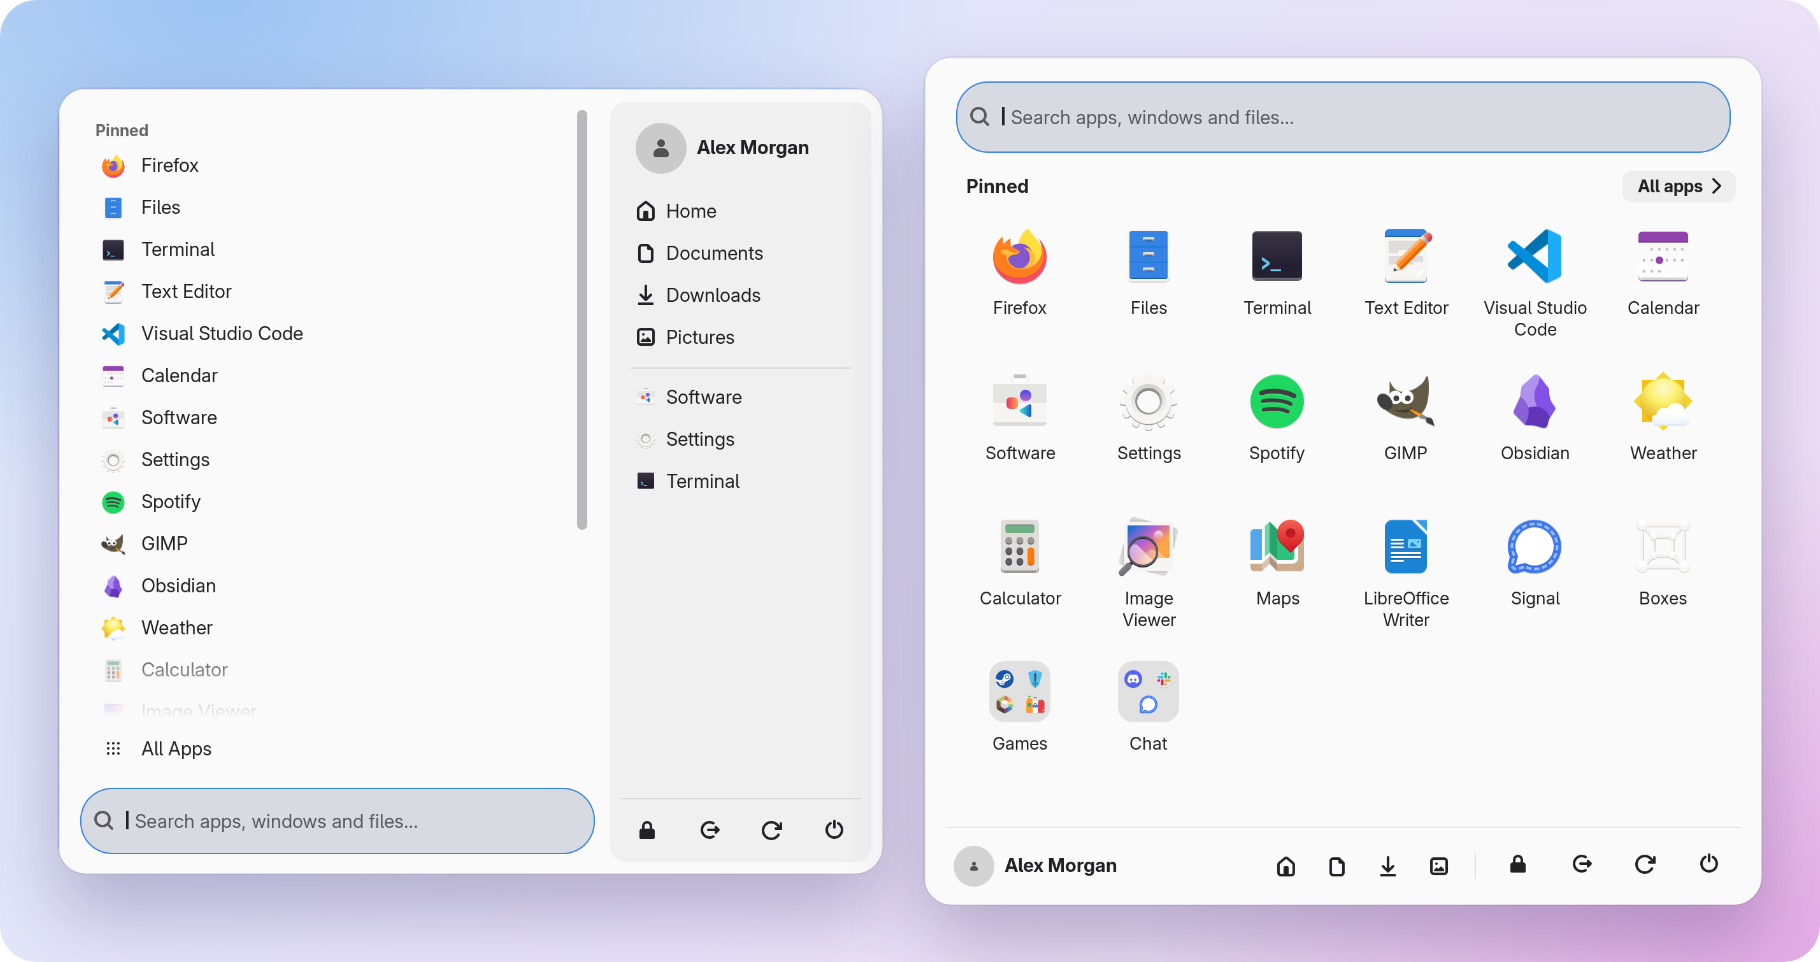 Pinned
Firefox
Files
Terminal
Text Editor
Visual Studio Code
Calendar
Software
Settings
Spotify
GIMP
Obsidian
Weather
Calculator
Image Viewer
All Apps
Search apps, windows and files...
Alex Morgan
Home
Documents
Downloads
Pictures
Software
Settings
Terminal
Search apps, windows and files...
Pinned
All apps
Firefox
Files
Terminal
Text Editor
Visual Studio
Code
Calendar
Software
Settings
Spotify
GIMP
Obsidian
Weather
Calculator
Image
Viewer
Maps
LibreOffice
Writer
Signal
Boxes
Games
Chat
Alex Morgan